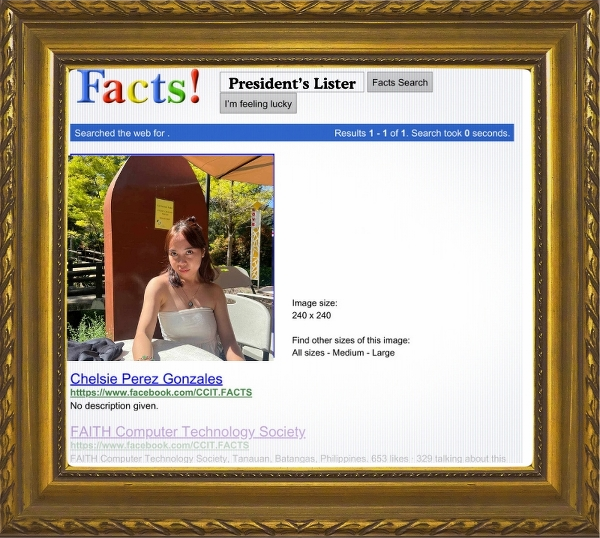 Facts!
President's Lister
Facts Search
I'm feeling lucky
Searched the web for .
Results 1 - 1 of 1. Search took 0 seconds.
Image size:
240 x 240
Find other sizes of this image:
All sizes - Medium - Large
Chelsie Perez Gonzales
https://www.facebook.com/CCIT.FACTS
No description given.
FAITH Computer Technology Society
https://www.facebook.com/CCIT.FACTS
FAITH Computer Technology Society, Tanauan, Batangas, Philippines. 653 likes · 329 talking about this